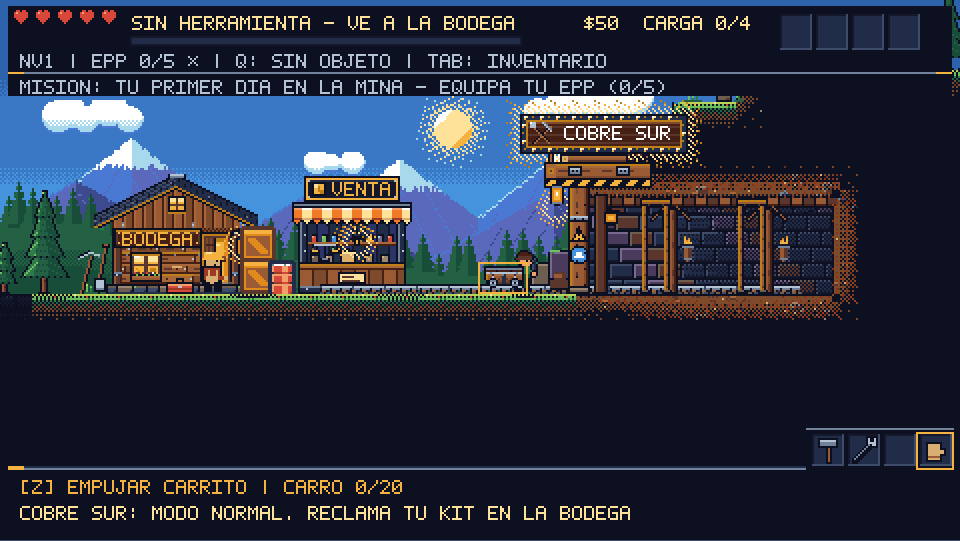 SIN HERRAMIENTA - VE A LA BODEGA $50 CARGA 0/4
NV1 | EPP 0/5 × | Q: SIN OBJETO | TAB: INVENTARIO
MISION: TU PRIMER DIA EN LA MINA - EQUIPA TU EPP (0/5)
COBRE SUR
VENTA
BODEGA
[Z] EMPUJAR CARRITO | CARRO 0/20
COBRE SUR: MODO NORMAL. RECLAMA TU KIT EN LA BODEGA